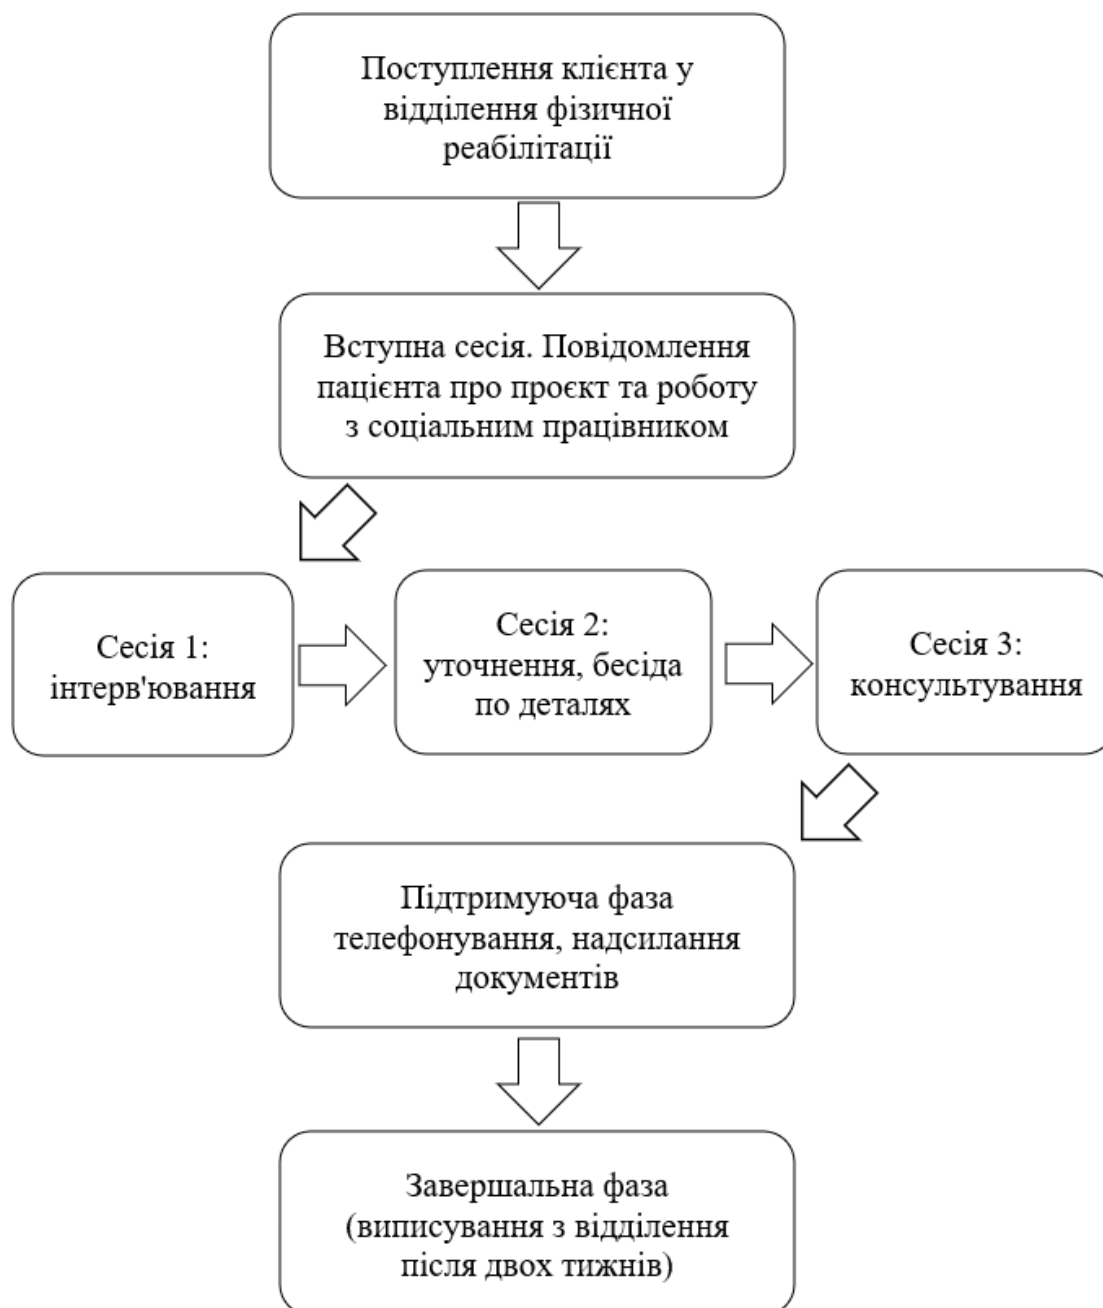 Поступлення клієнта у
відділення фізичної
реабілітації
Вступна сесія. Повідомлення
пацієнта про проєкт та роботу
з соціальним працівником
Сесія 1:
інтерв'ювання
Сесія 2:
уточнення, бесіда
по деталях
Сесія 3:
консультування
Підтримуюча фаза
телефонування, надсилання
документів
Завершальна фаза
(виписування з відділення
після двох тижнів)